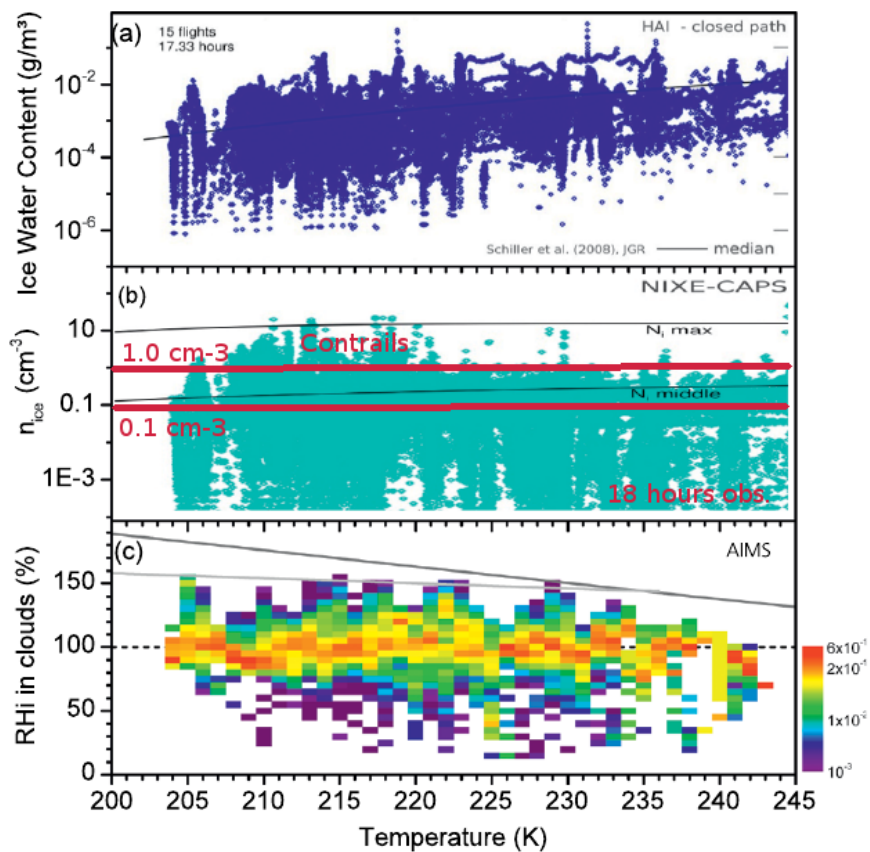 (a)
15 flights
17.33 hours
HAI - closed path
Ice Water Content (g/m³)
10⁻²
10⁻⁴
10⁻⁶
Schiller et al. (2008), JGR
median
(b)
NIXE-CAPS
nice (cm⁻³)
10
0.1
1E-3
Ni max
1.0 cm-3
Contrails
Ni middle
0.1 cm-3
18 hours obs.
(c)
AIMS
RHi in clouds (%)
150
100
50
0
6x10⁻¹
2x10⁻¹
1x10⁻²
10⁻³
200 205 210 215 220 225 230 235 240 245
Temperature (K)